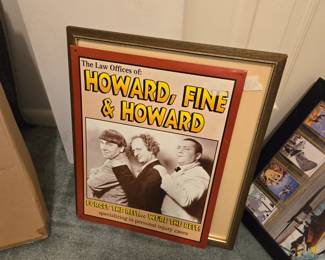 The Law Offices of:
HOWARD, FINE
& HOWARD
FORGET THE REST... WE'RE THE BEST!
specializing in personal injury cases